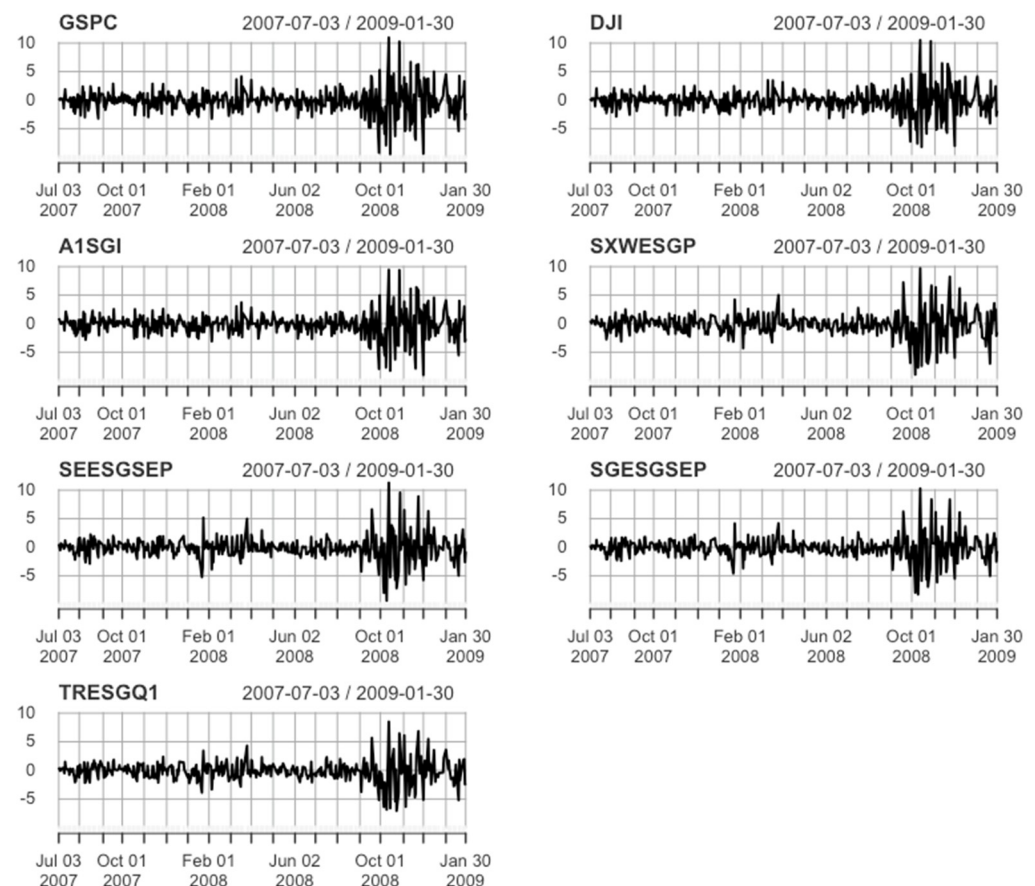 GSPC 2007-07-03 / 2009-01-30
10
5
0
-5
Jul 03 Oct 01 Feb 01 Jun 02 Oct 01 Jan 30
2007 2007 2008 2008 2008 2009
DJI 2007-07-03 / 2009-01-30
10
5
0
-5
Jul 03 Oct 01 Feb 01 Jun 02 Oct 01 Jan 30
2007 2007 2008 2008 2008 2009
A1SGI 2007-07-03 / 2009-01-30
10
5
0
-5
Jul 03 Oct 01 Feb 01 Jun 02 Oct 01 Jan 30
2007 2007 2008 2008 2008 2009
SXWESGP 2007-07-03 / 2009-01-30
10
5
0
-5
Jul 03 Oct 01 Feb 01 Jun 02 Oct 01 Jan 30
2007 2007 2008 2008 2008 2009
SEESGSEP 2007-07-03 / 2009-01-30
10
5
0
-5
Jul 03 Oct 01 Feb 01 Jun 02 Oct 01 Jan 30
2007 2007 2008 2008 2008 2009
SGESGSEP 2007-07-03 / 2009-01-30
10
5
0
-5
Jul 03 Oct 01 Feb 01 Jun 02 Oct 01 Jan 30
2007 2007 2008 2008 2008 2009
TRESGQ1 2007-07-03 / 2009-01-30
10
5
0
-5
Jul 03 Oct 01 Feb 01 Jun 02 Oct 01 Jan 30
2007 2007 2008 2008 2008 2009